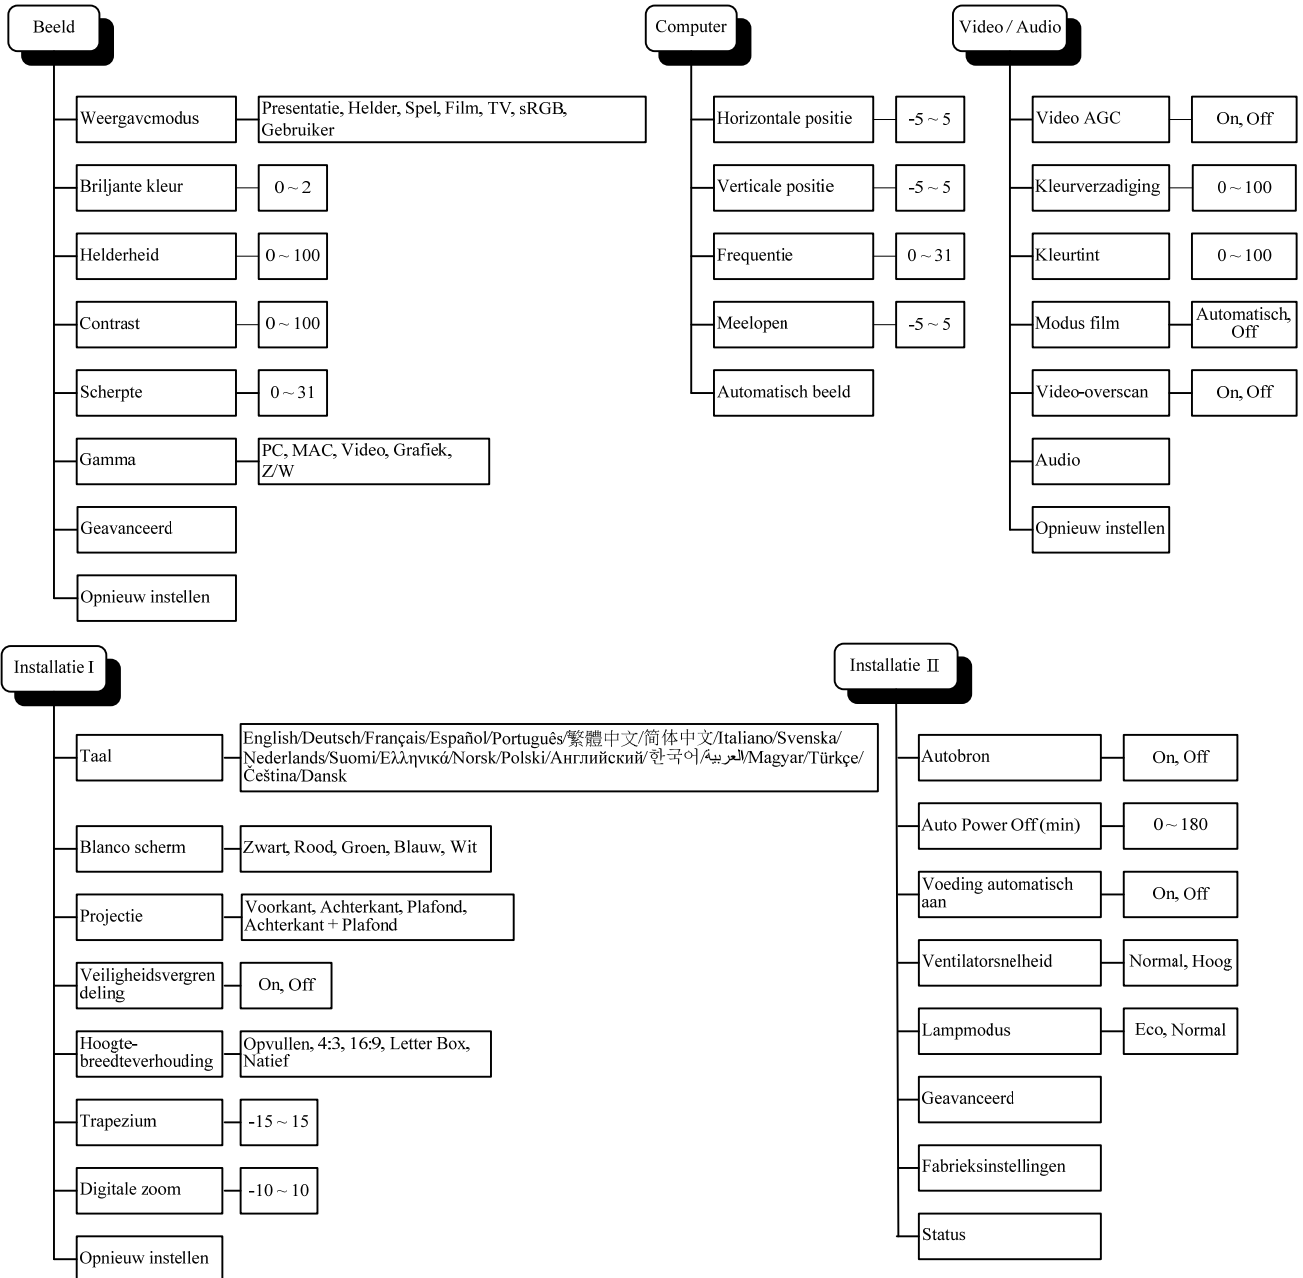 Beeld
Weergavcmodus
Presentatie, Helder, Spel, Film, TV, sRGB,
Gebruiker
Briljante kleur
0 ~ 2
Helderheid
0 ~ 100
Contrast
0 ~ 100
Scherpte
0 ~ 31
Gamma
PC, MAC, Video, Grafiek,
Z/W
Geavanceerd
Opnieuw instellen
Computer
Horizontale positie
-5 ~ 5
Verticale positie
-5 ~ 5
Frequentie
0 ~ 31
Meelopen
-5 ~ 5
Automatisch beeld
Video / Audio
Video AGC
On, Off
Kleurverzadiging
0 ~ 100
Kleurtint
0 ~ 100
Modus film
Automatisch,
Off
Video-overscan
On, Off
Audio
Opnieuw instellen
Installatie I
Taal
English/Deutsch/Français/Español/Português/繁體中文/简体中文/Italiano/Svenska/
Nederlands/Suomi/Ελληνικά/Norsk/Polski/Английский/한국어/العربية/Magyar/Türkçe/
Čeština/Dansk
Blanco scherm
Zwart, Rood, Groen, Blauw, Wit
Projectie
Voorkant, Achterkant, Plafond,
Achterkant + Plafond
Veiligheidsvergren
deling
On, Off
Hoogte-
breedteverhouding
Opvullen, 4:3, 16:9, Letter Box,
Natief
Trapezium
-15 ~ 15
Digitale zoom
-10 ~ 10
Opnieuw instellen
Installatie II
Autobron
On, Off
Auto Power Off (min)
0 ~ 180
Voeding automatisch
aan
On, Off
Ventilatorsnelheid
Normal, Hoog
Lampmodus
Eco, Normal
Geavanceerd
Fabrieksinstellingen
Status